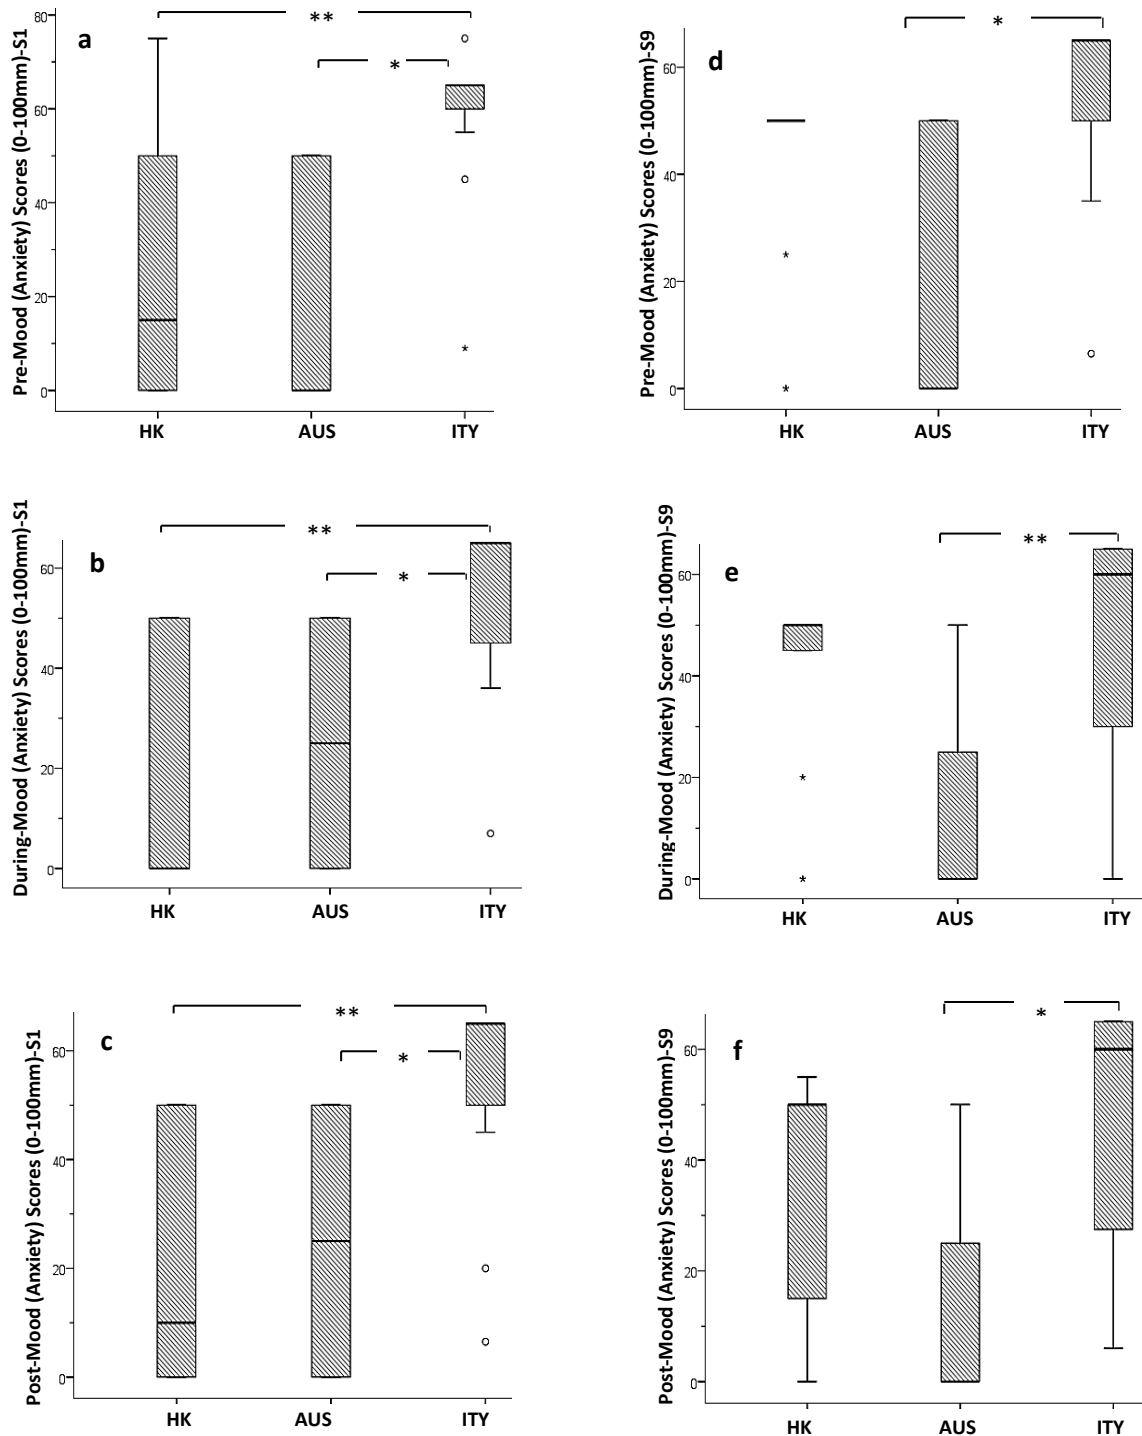 Pre-Mood (Anxiety) Scores (0-100mm)-S1
a
**
*
80
60
40
20
0
*
HK AUS ITY
Pre-Mood (Anxiety) Scores (0-100mm)-S9
d
*
60
40
20
0
*
*
HK AUS ITY
During-Mood (Anxiety) Scores (0-100mm)-S1
b
**
*
60
40
20
0
HK AUS ITY
During-Mood (Anxiety) Scores (0-100mm)-S9
e
**
60
40
20
0
*
*
HK AUS ITY
Post-Mood (Anxiety) Scores (0-100mm)-S1
c
**
*
60
40
20
0
HK AUS ITY
Post-Mood (Anxiety) Scores (0-100mm)-S9
f
*
60
40
20
0
HK AUS ITY